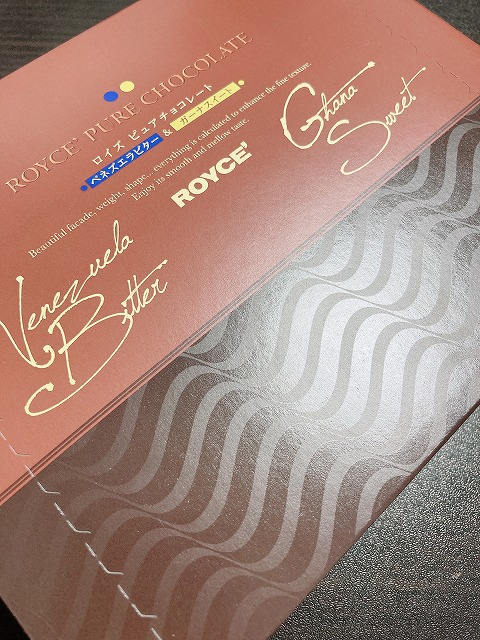 ROYCE' PURE CHOCOLATE
ロイズ ピュアチョコレート
ベネズエラビター & ガーナスイート
Beautiful facade, weight, shape... everything is calculated to enhance the fine texture.
Enjoy its smooth and mellow taste.
ROYCE'
Ghana
Sweet
Venezuela
Bitter